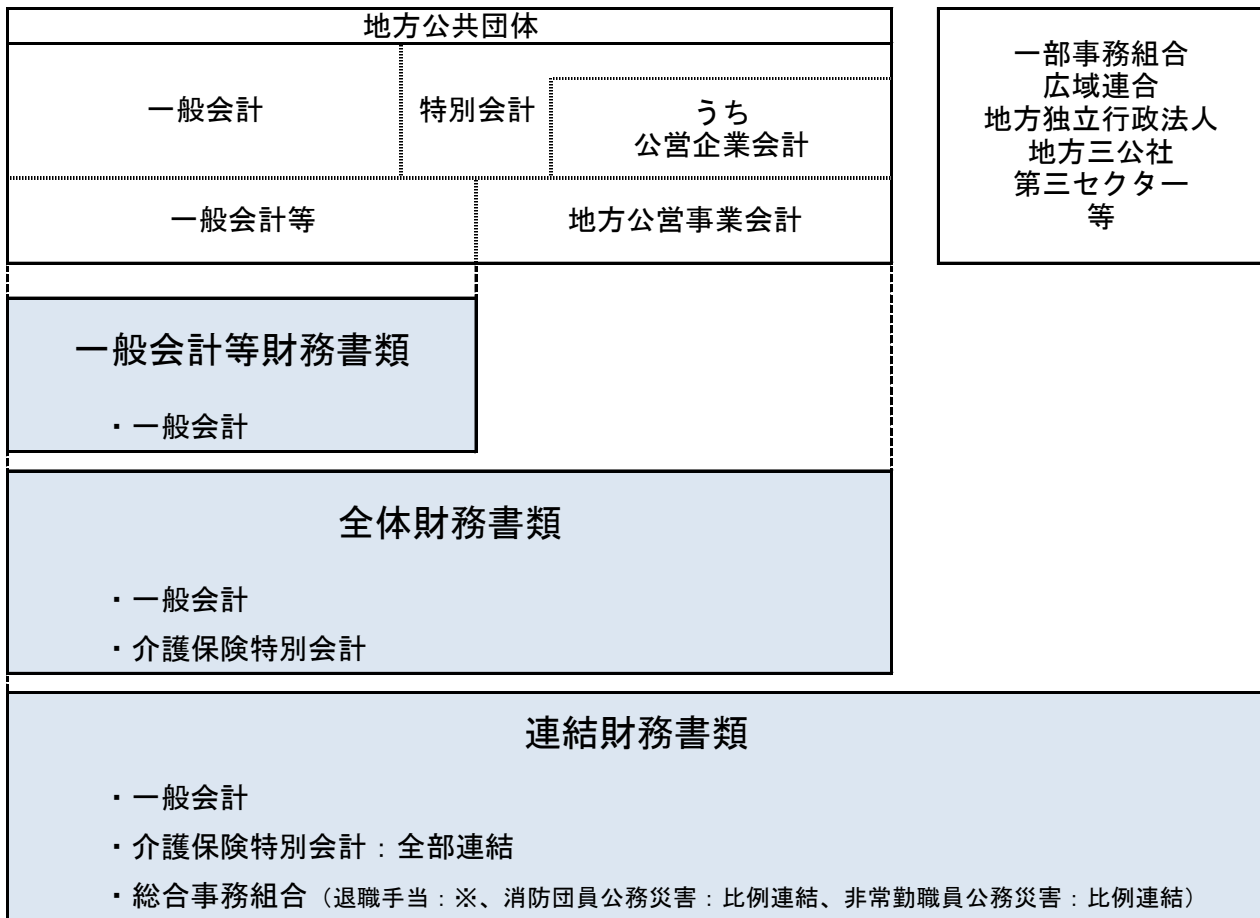 地方公共団体
一般会計
特別会計
うち
公営企業会計
一般会計等
地方公営事業会計
一部事務組合
広域連合
地方独立行政法人
地方三公社
第三セクター
等
一般会計等財務書類
・一般会計
全体財務書類
・一般会計
・介護保険特別会計
連結財務書類
・一般会計
・介護保険特別会計：全部連結
・総合事務組合（退職手当：※、消防団員公務災害：比例連結、非常勤職員公務災害：比例連結）